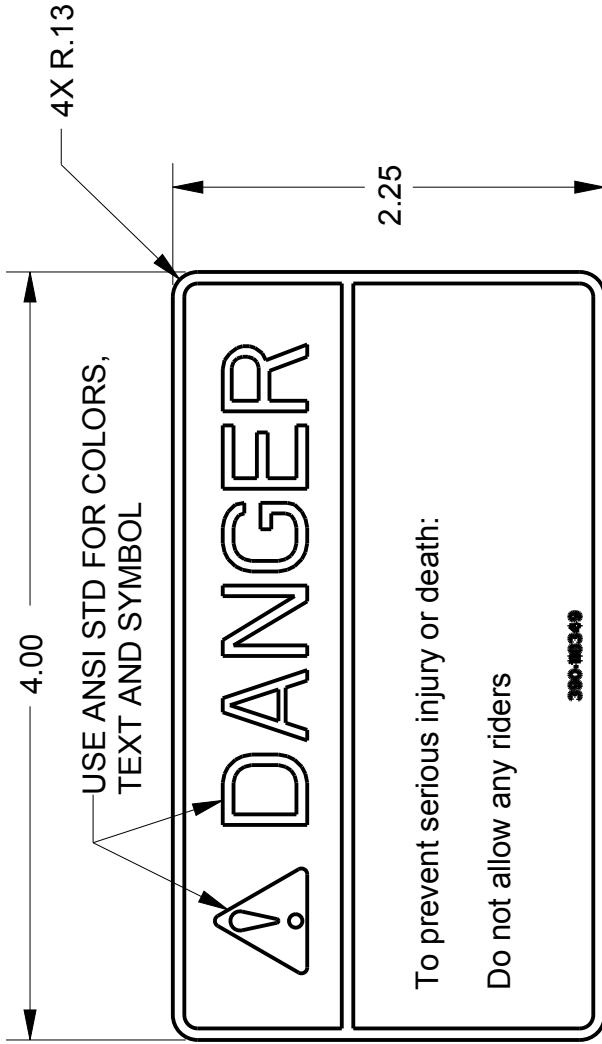 4X R.13
4.00
USE ANSI STD FOR COLORS,
TEXT AND SYMBOL
2.25
DANGER
To prevent serious injury or death:
Do not allow any riders